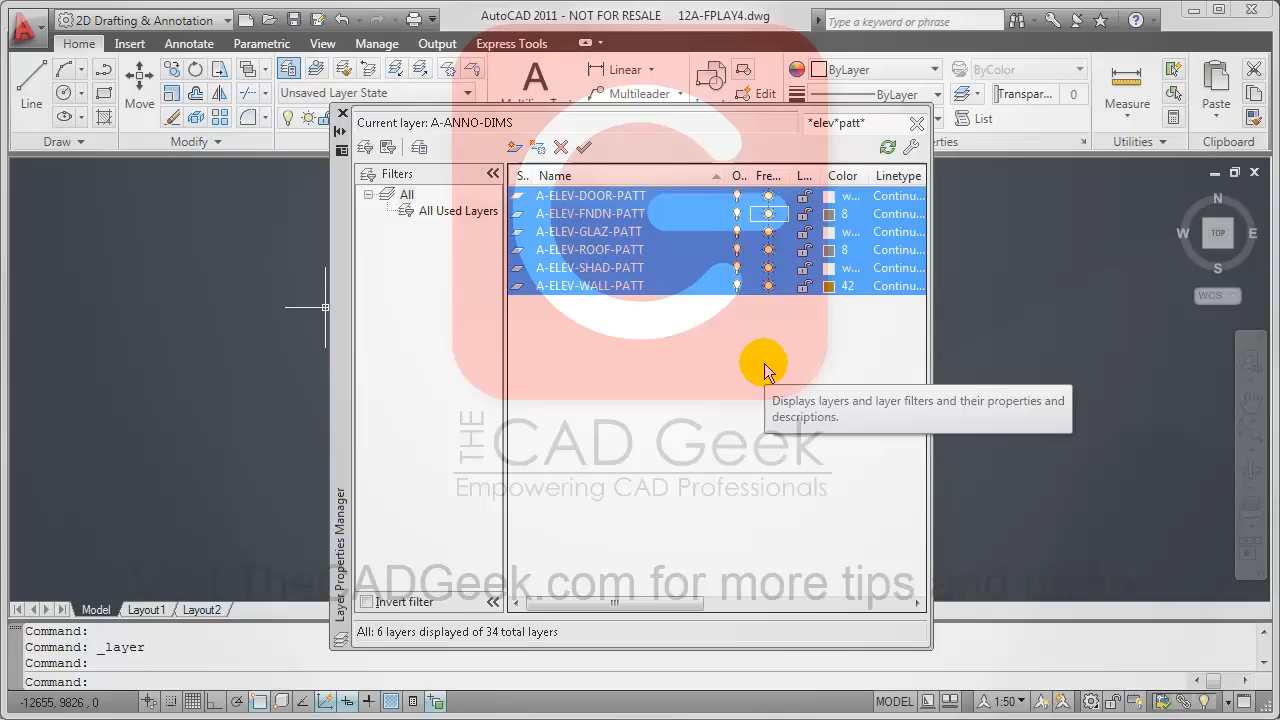 2D Drafting & Annotation
AutoCAD 2011 - NOT FOR RESALE 12A-FPLAY4.dwg
Type a keyword or phrase
Home Insert Annotate Parametric View Manage Output Express Tools
Line
Move
Unsaved Layer State
A
Linear
Multileader
Edit
ByLayer
ByLayer
ByColor
Transpar... 0
List
Measure
Paste
Draw
Modify
Utilities
Clipboard
Current layer: A-ANNO-DIMS
*elev*patt*
Filters
All
All Used Layers
S.. Name O.. Fre... L... Color Linetype
A-ELEV-DOOR-PATT w... Continu...
A-ELEV-FNDN-PATT 8 Continu...
A-ELEV-GLAZ-PATT w... Continu...
A-ELEV-ROOF-PATT 8 Continu...
A-ELEV-SHAD-PATT w... Continu...
A-ELEV-WALL-PATT 42 Continu...
Displays layers and layer filters and their properties and
descriptions.
N
W TOP E
S
WCS
THE CAD Geek
Empowering CAD Professionals
TheCADGeek.com for more tips
Layer Properties Manager
Invert filter
All: 6 layers displayed of 34 total layers
Model Layout1 Layout2
Command:
Command: _layer
Command:
Command:
-12655, 9826 , 0
MODEL
1:50